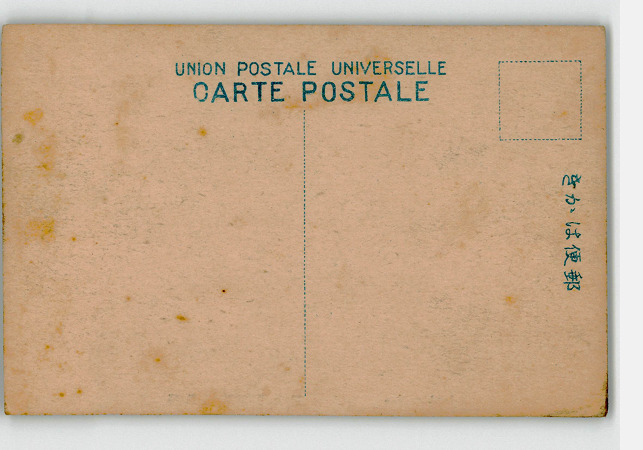 UNION POSTALE UNIVERSELLE
CARTE POSTALE
きかは便郵